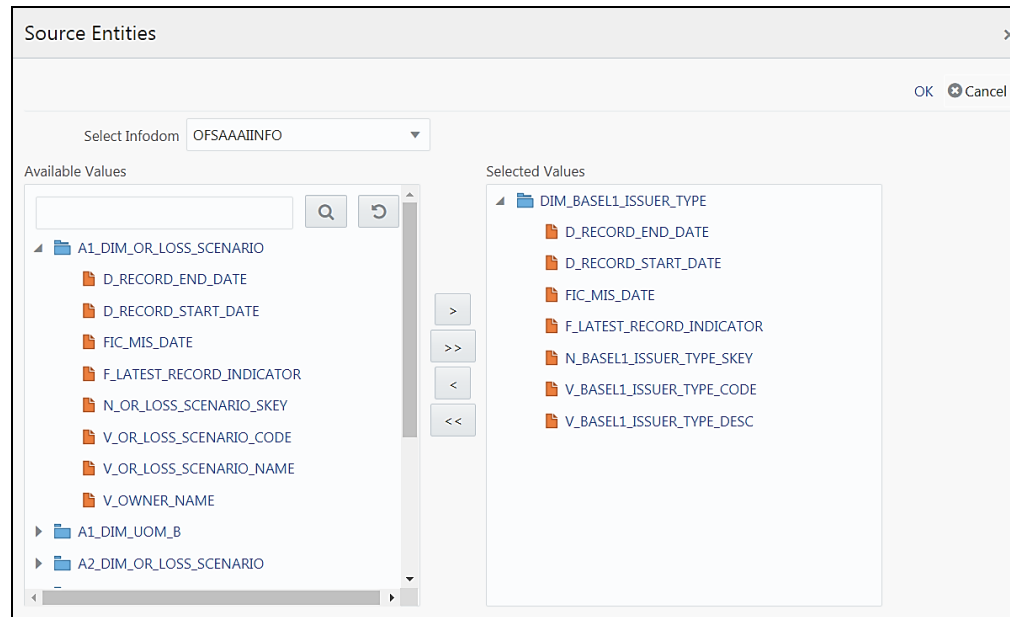 Source Entities
OK Cancel
Select Infodom OFSAAAIINFO
Available Values
A1_DIM_OR_LOSS_SCENARIO
D_RECORD_END_DATE
D_RECORD_START_DATE
FIC_MIS_DATE
F_LATEST_RECORD_INDICATOR
N_OR_LOSS_SCENARIO_SKEY
V_OR_LOSS_SCENARIO_CODE
V_OR_LOSS_SCENARIO_NAME
V_OWNER_NAME
A1_DIM_UOM_B
A2_DIM_OR_LOSS_SCENARIO
>
>>
<
<<
Selected Values
DIM_BASEL1_ISSUER_TYPE
D_RECORD_END_DATE
D_RECORD_START_DATE
FIC_MIS_DATE
F_LATEST_RECORD_INDICATOR
N_BASEL1_ISSUER_TYPE_SKEY
V_BASEL1_ISSUER_TYPE_CODE
V_BASEL1_ISSUER_TYPE_DESC